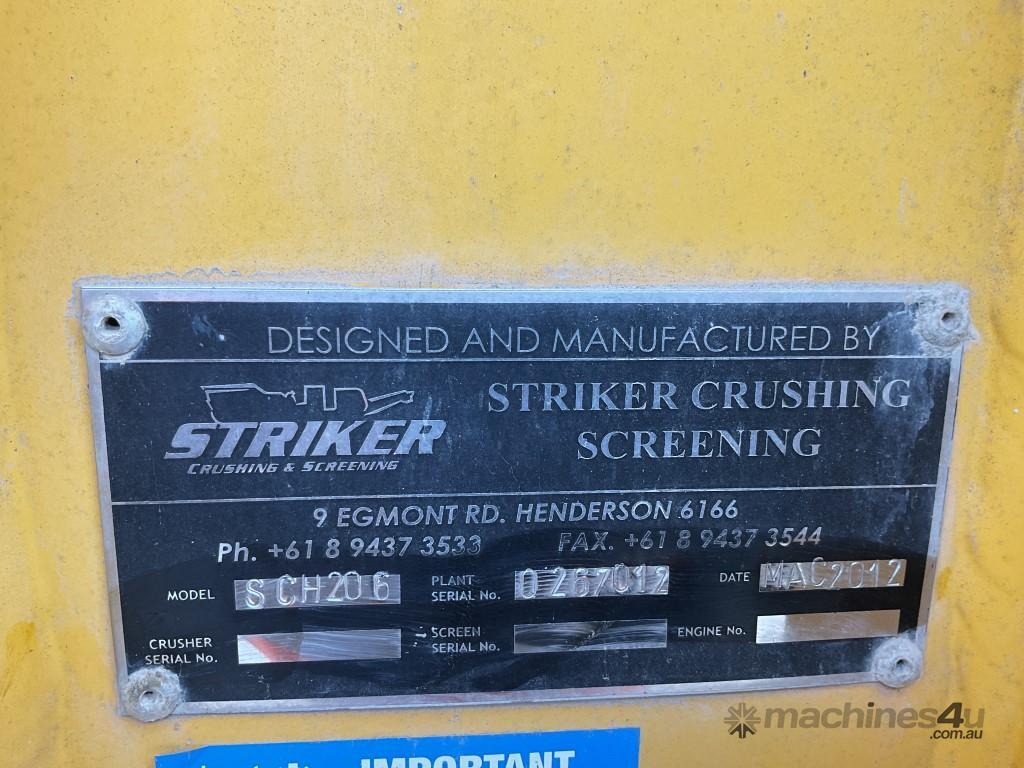 DESIGNED AND MANUFACTURED BY
STRIKER
CRUSHING & SCREENING
STRIKER CRUSHING
SCREENING
9 EGMONT RD. HENDERSON 6166
Ph. +61 8 9437 3533 FAX. +61 8 9437 3544
MODEL SCH206 PLANT SERIAL No. 0267012 DATE MAC2012
CRUSHER SERIAL No. SCREEN SERIAL No. ENGINE No.
IMPORTANT
machines4u
.com.au